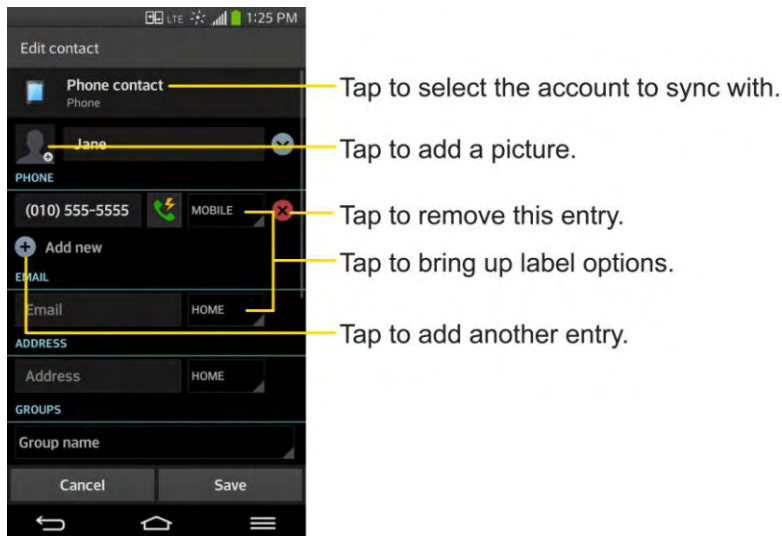 LTE 1:25 PM
Edit contact
Phone contact
Phone
Tap to select the account to sync with.
Jane
Tap to add a picture.
PHONE
(010) 555-5555 MOBILE
Tap to remove this entry.
Add new
Tap to bring up label options.
EMAIL
Email HOME
Tap to add another entry.
ADDRESS
Address HOME
GROUPS
Group name
Cancel Save